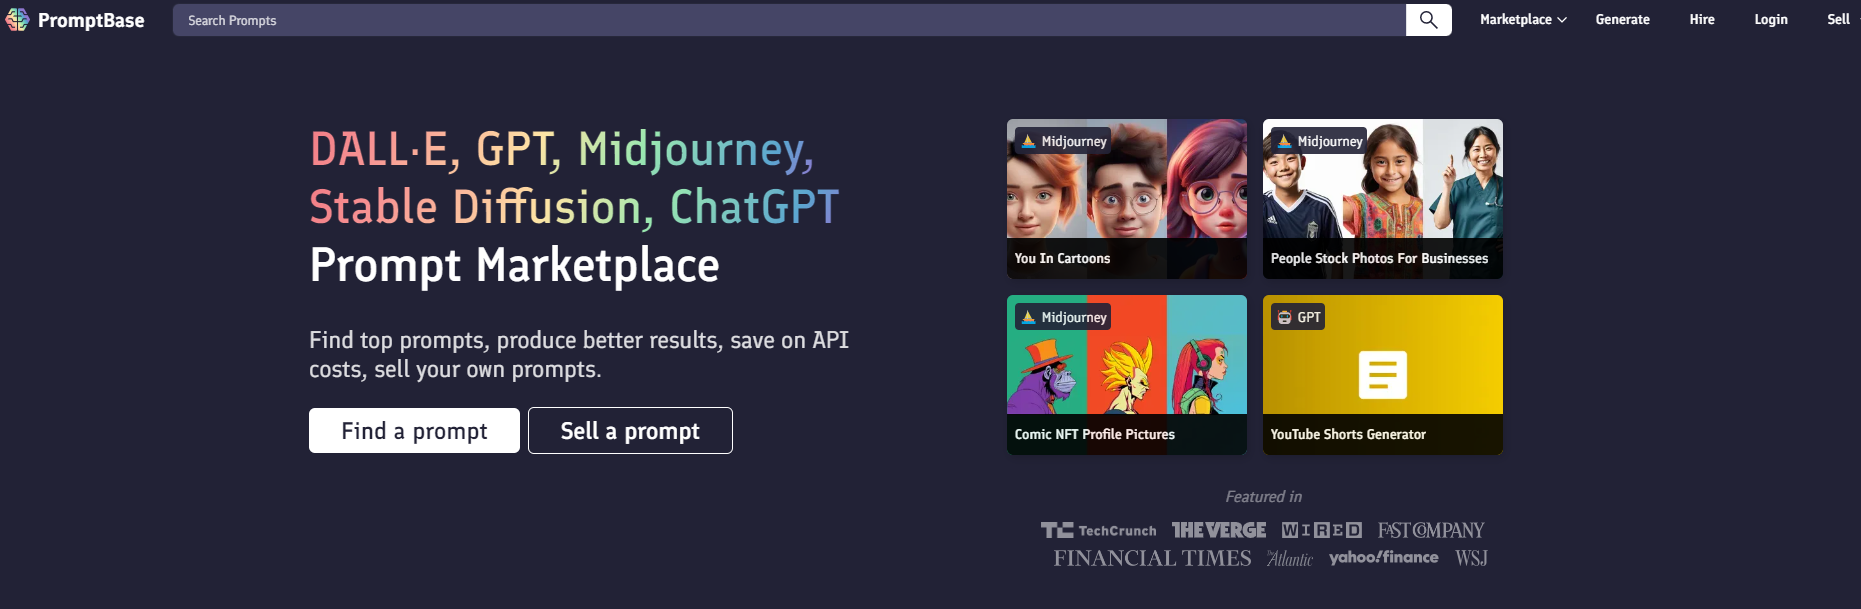 PromptBase
Search Prompts
Marketplace
Generate
Hire
Login
Sell
DALL·E, GPT, Midjourney,
Stable Diffusion, ChatGPT
Prompt Marketplace
Find top prompts, produce better results, save on API
costs, sell your own prompts.
Find a prompt
Sell a prompt
Midjourney
You In Cartoons
Midjourney
People Stock Photos For Businesses
Midjourney
Comic NFT Profile Pictures
GPT
YouTube Shorts Generator
Featured in
TC TechCrunch THE VERGE WIRED FAST COMPANY
FINANCIAL TIMES The Atlantic yahoo!finance WSJ